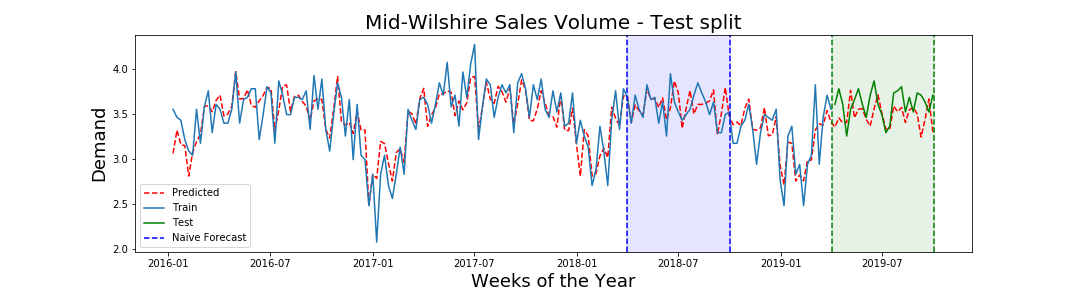 Mid-Wilshire Sales Volume - Test split
Demand
4.0
3.5
3.0
2.5
2.0
Predicted
Train
Test
Naive Forecast
2016-01 2016-07 2017-01 2017-07 2018-01 2018-07 2019-01 2019-07
Weeks of the Year